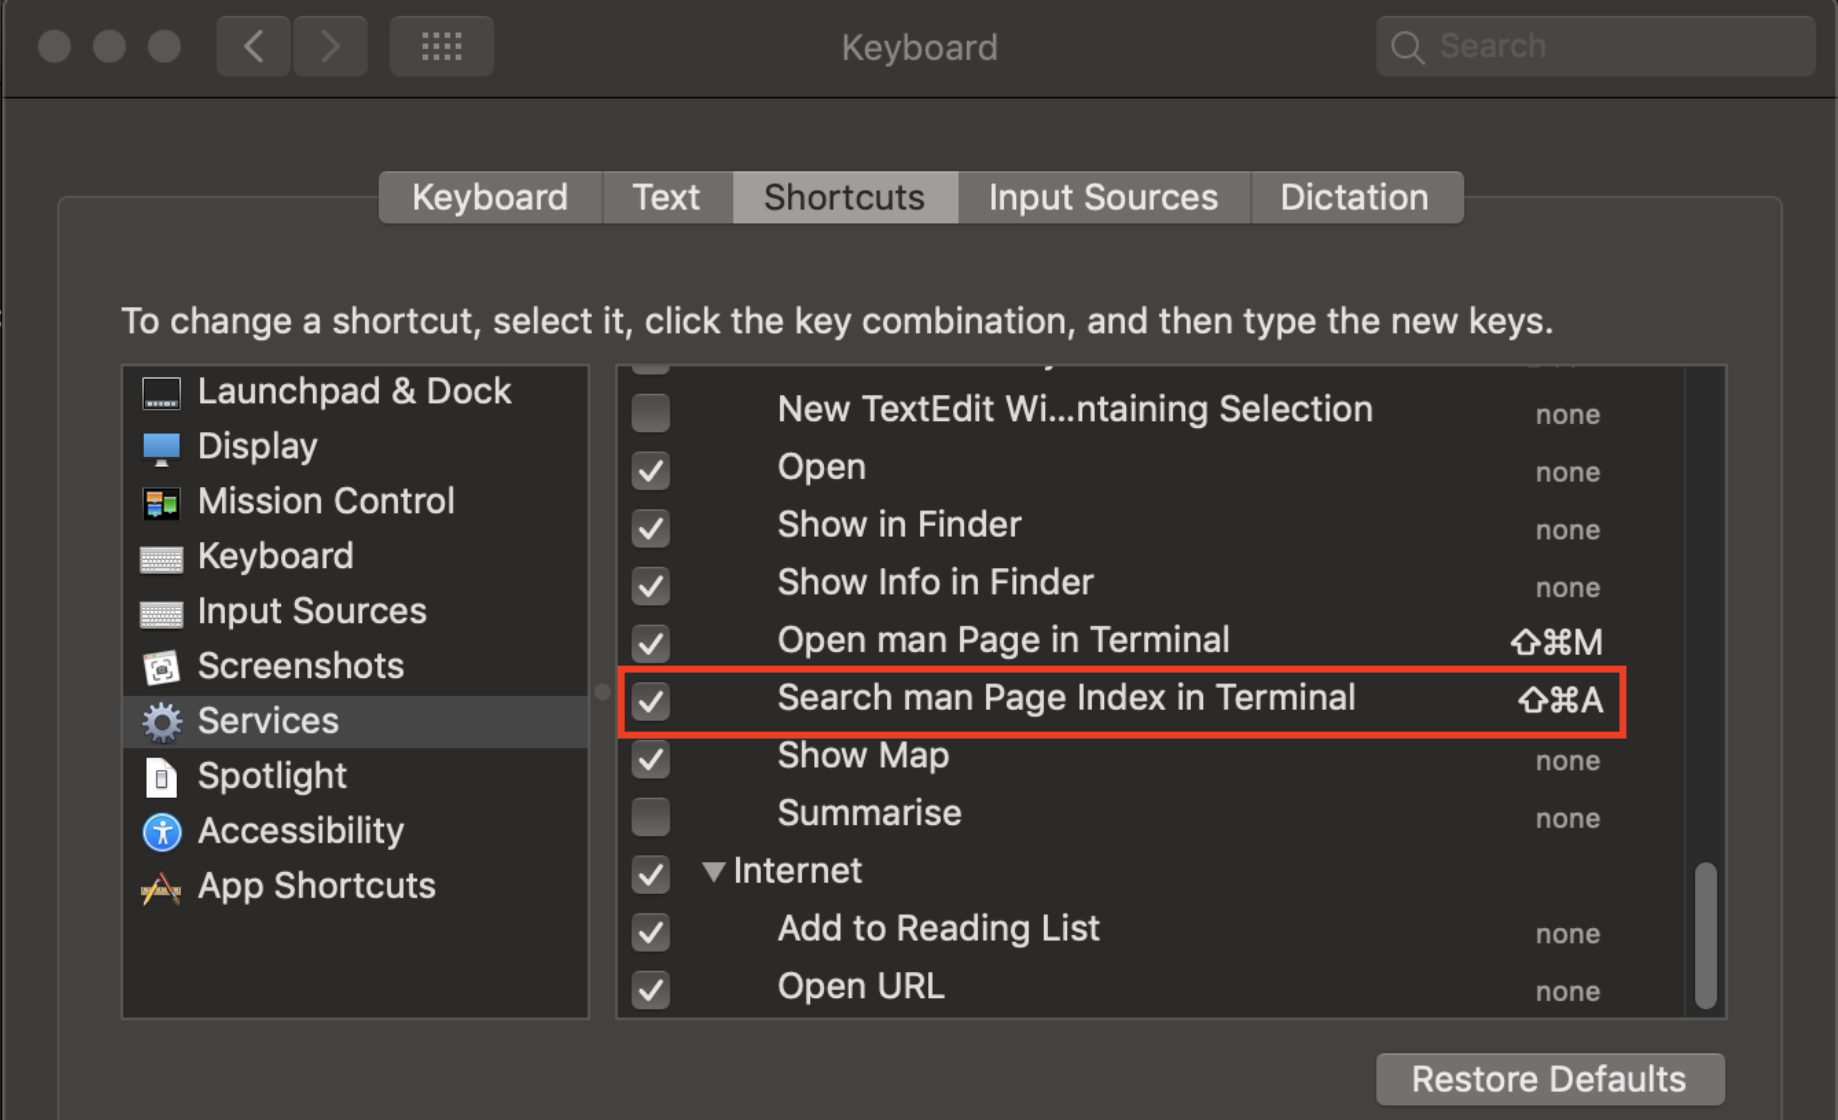 Keyboard
Search
Keyboard Text Shortcuts Input Sources Dictation
To change a shortcut, select it, click the key combination, and then type the new keys.
Launchpad & Dock
Display
Mission Control
Keyboard
Input Sources
Screenshots
Services
Spotlight
Accessibility
App Shortcuts
New TextEdit Wi...ntaining Selection none
Open none
Show in Finder none
Show Info in Finder none
Open man Page in Terminal ⇧⌘M
Search man Page Index in Terminal ⇧⌘A
Show Map none
Summarise none
Internet
Add to Reading List none
Open URL none
Restore Defaults